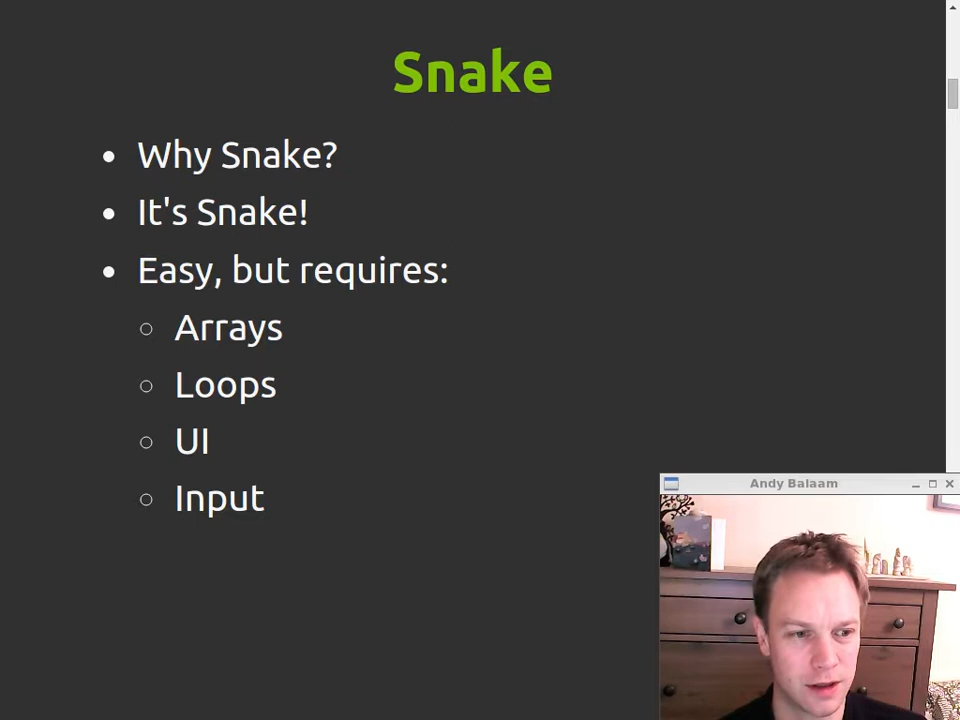 Snake
Why Snake?
It's Snake!
Easy, but requires:
Arrays
Loops
UI
Input
Andy Balaam